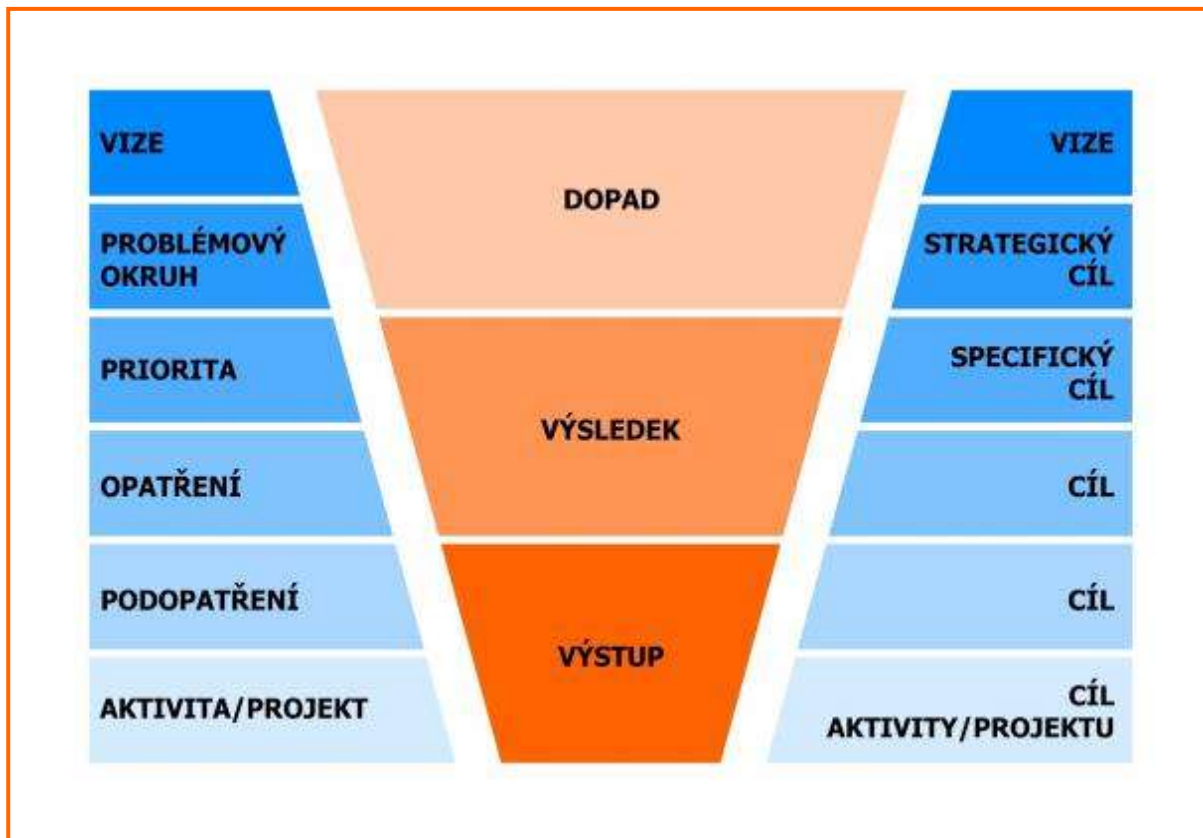 VIZE
PROBLÉMOVÝ
OKRUH
PRIORITA
OPATŘENÍ
PODOPATŘENÍ
AKTIVITA/PROJEKT
DOPAD
VÝSLEDEK
VÝSTUP
VIZE
STRATEGICKÝ
CÍL
SPECIFICKÝ
CÍL
CÍL
CÍL
CÍL
AKTIVITY/PROJEKTU